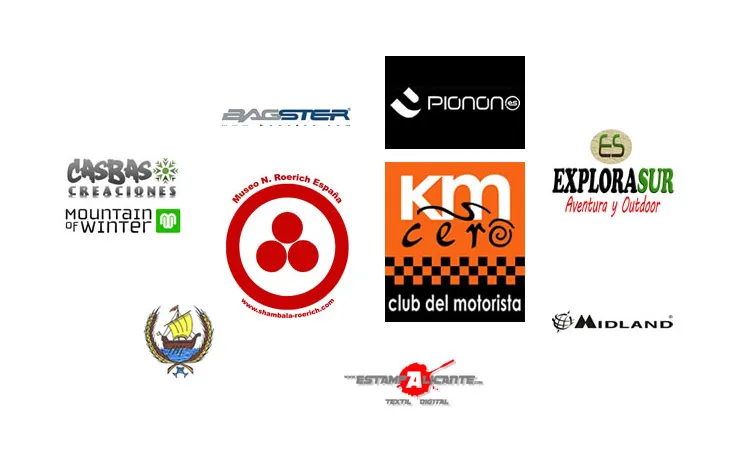 BAGSTER
PIONON es
CASBAS
CREACIONES
MOUNTAIN
OF WINTER
Museo N. Roerich España
www.shambala-roerich.com
km
cero
club del motorista
ES
EXPLORASUR
Aventura y Outdoor
MIDLAND®
ESTAMPALICANTE
TEXTIL DIGITAL